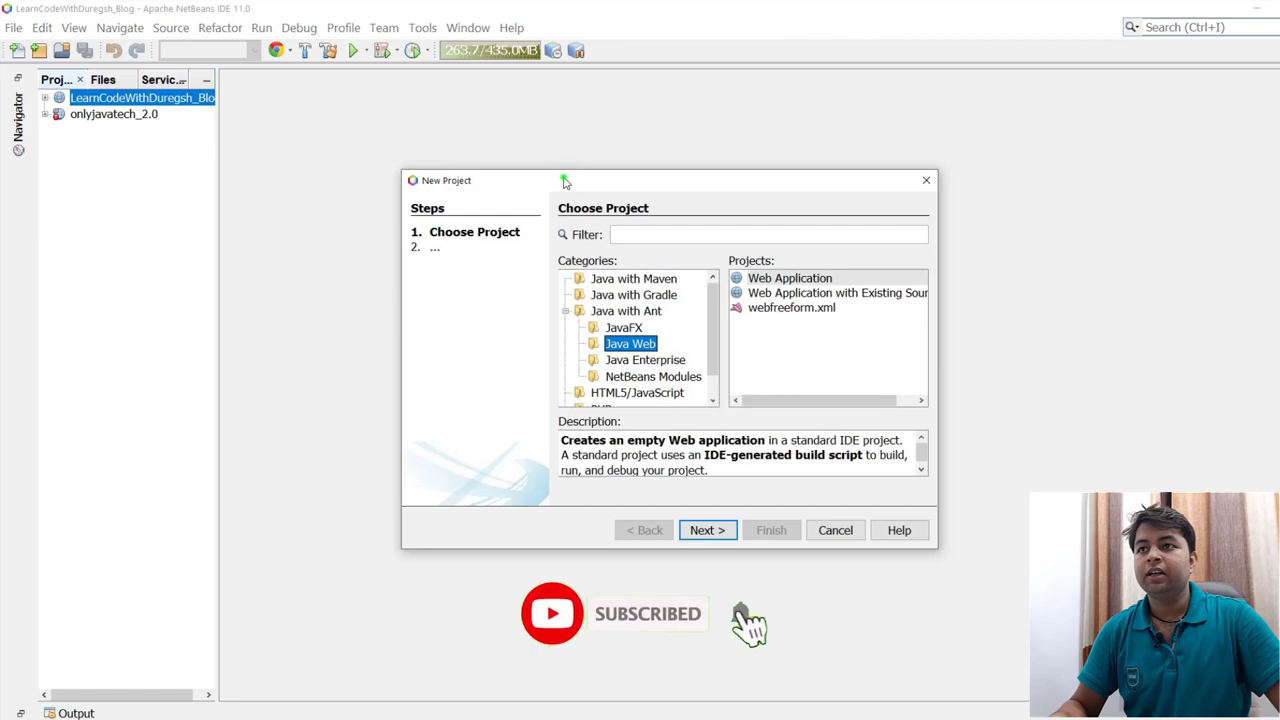 LearnCodeWithDuregsh_Blog - Apache NetBeans IDE 11.0
File Edit View Navigate Source Refactor Run Debug Profile Team Tools Window Help
Search (Ctrl+I)
263.7/435.0MB
Proj... Files Servic...
Navigator
LearnCodeWithDuregsh_Blo
onlyjavatech_2.0
New Project
Steps
1. Choose Project
2. ...
Choose Project
Filter:
Categories:
Java with Maven
Java with Gradle
Java with Ant
JavaFX
Java Web
Java Enterprise
NetBeans Modules
HTML5/JavaScript
Projects:
Web Application
Web Application with Existing Sour
webfreeform.xml
Description:
Creates an empty Web application in a standard IDE project.
A standard project uses an IDE-generated build script to build,
run, and debug your project.
< Back Next > Finish Cancel Help
SUBSCRIBED
Output